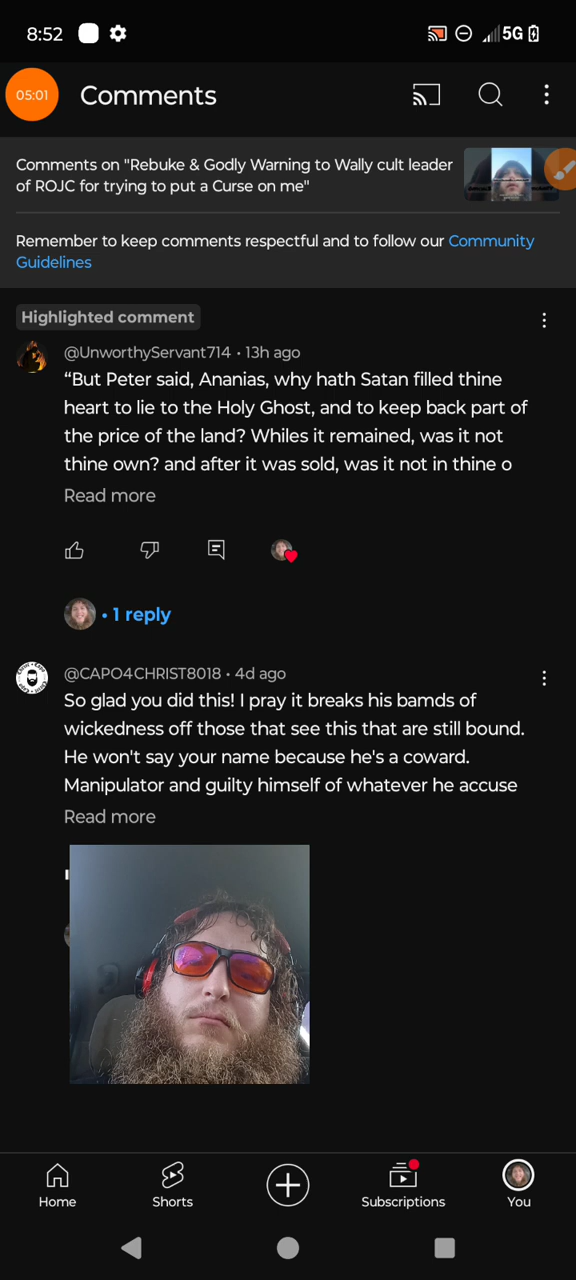 8:52
5G
05:01
Comments
Comments on "Rebuke & Godly Warning to Wally cult leader
of ROJC for trying to put a Curse on me"
Remember to keep comments respectful and to follow our Community
Guidelines
Highlighted comment
@UnworthyServant714 • 13h ago
“But Peter said, Ananias, why hath Satan filled thine
heart to lie to the Holy Ghost, and to keep back part of
the price of the land? Whiles it remained, was it not
thine own? and after it was sold, was it not in thine o
Read more
• 1 reply
@CAPO4CHRIST8018 • 4d ago
So glad you did this! I pray it breaks his bamds of
wickedness off those that see this that are still bound.
He won't say your name because he's a coward.
Manipulator and guilty himself of whatever he accuse
Read more
Home
Shorts
Subscriptions
You